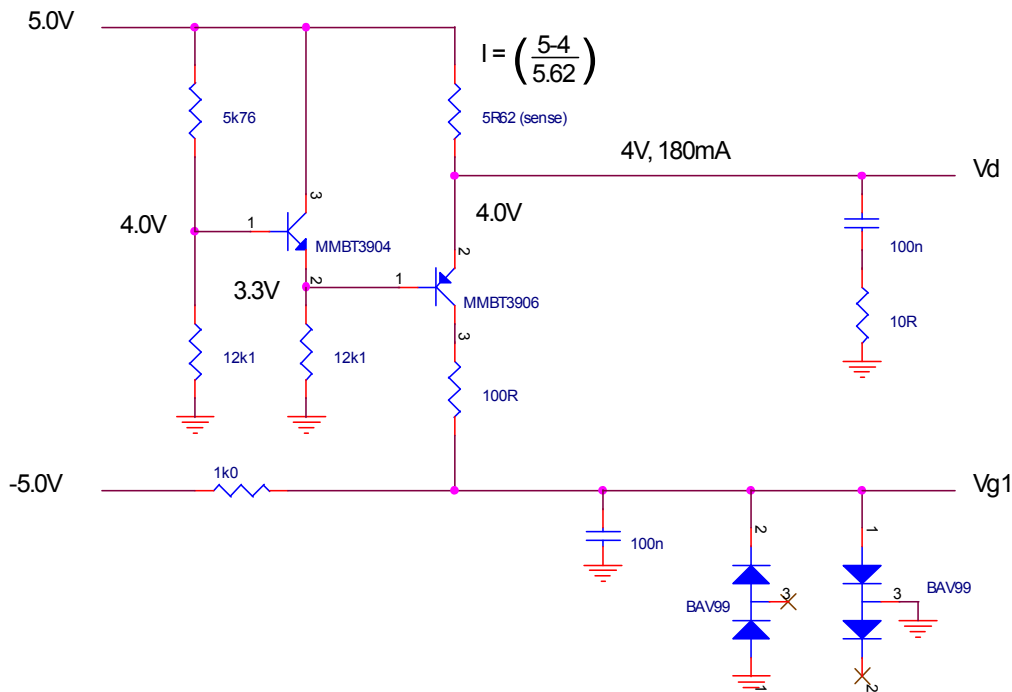 5.0V
I = (5-4/5.62)
5k76
5R62 (sense)
4V, 180mA
Vd
3
4.0V
1
MMBT3904
4.0V
2
100n
3.3V
2
1
MMBT3906
10R
12k1
12k1
3
100R
-5.0V
1k0
Vg1
100n
2
1
BAV99
3
3
BAV99
1
2